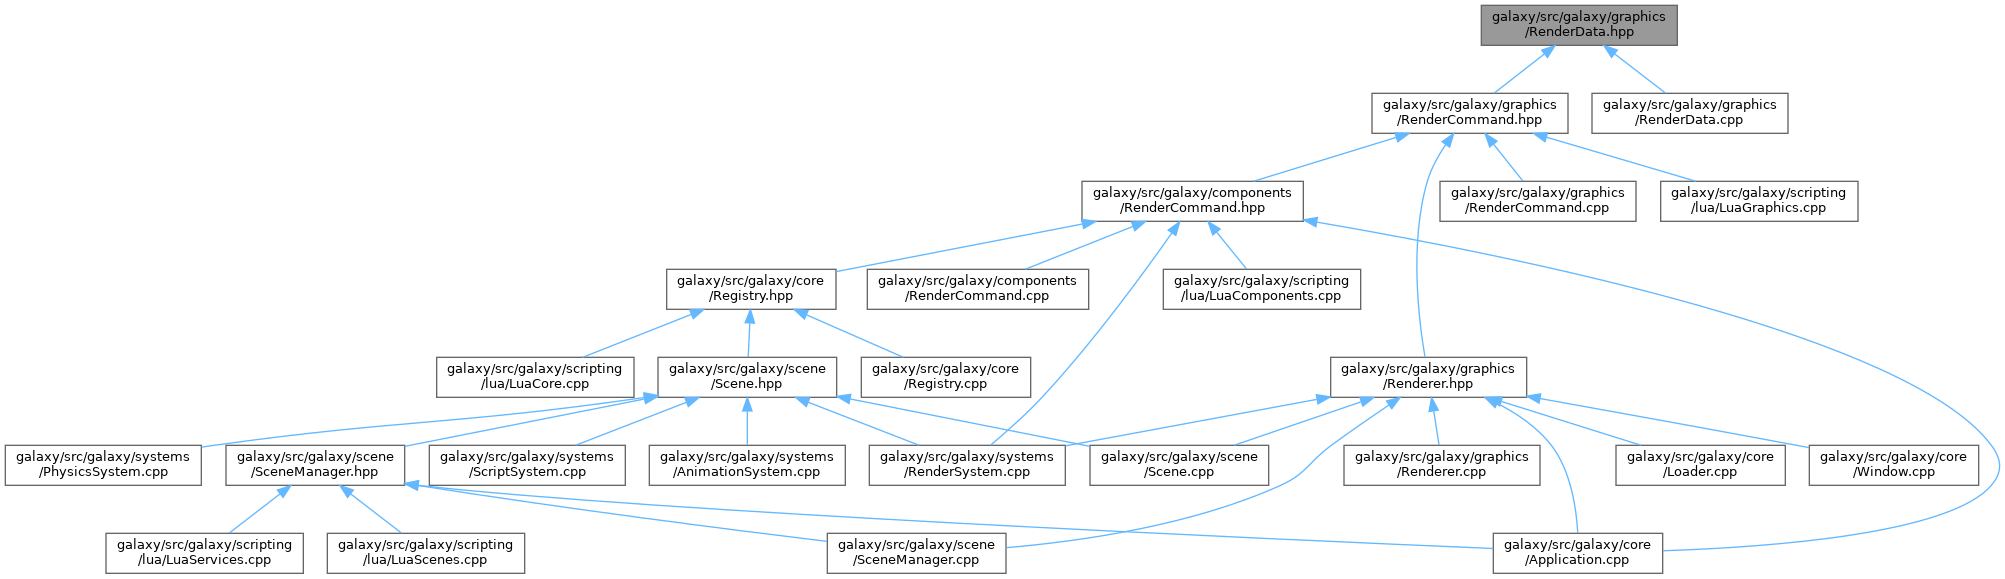 galaxy/src/galaxy/graphics
/RenderData.hpp
galaxy/src/galaxy/graphics
/RenderCommand.hpp
galaxy/src/galaxy/graphics
/RenderData.cpp
galaxy/src/galaxy/components
/RenderCommand.hpp
galaxy/src/galaxy/graphics
/RenderCommand.cpp
galaxy/src/galaxy/scripting
/lua/LuaGraphics.cpp
galaxy/src/galaxy/core
/Registry.hpp
galaxy/src/galaxy/components
/RenderCommand.cpp
galaxy/src/galaxy/scripting
/lua/LuaComponents.cpp
galaxy/src/galaxy/scripting
/lua/LuaCore.cpp
galaxy/src/galaxy/scene
/Scene.hpp
galaxy/src/galaxy/core
/Registry.cpp
galaxy/src/galaxy/graphics
/Renderer.hpp
galaxy/src/galaxy/systems
/PhysicsSystem.cpp
galaxy/src/galaxy/scene
/SceneManager.hpp
galaxy/src/galaxy/systems
/ScriptSystem.cpp
galaxy/src/galaxy/systems
/AnimationSystem.cpp
galaxy/src/galaxy/systems
/RenderSystem.cpp
galaxy/src/galaxy/scene
/Scene.cpp
galaxy/src/galaxy/graphics
/Renderer.cpp
galaxy/src/galaxy/core
/Loader.cpp
galaxy/src/galaxy/core
/Window.cpp
galaxy/src/galaxy/scripting
/lua/LuaServices.cpp
galaxy/src/galaxy/scripting
/lua/LuaScenes.cpp
galaxy/src/galaxy/scene
/SceneManager.cpp
galaxy/src/galaxy/core
/Application.cpp